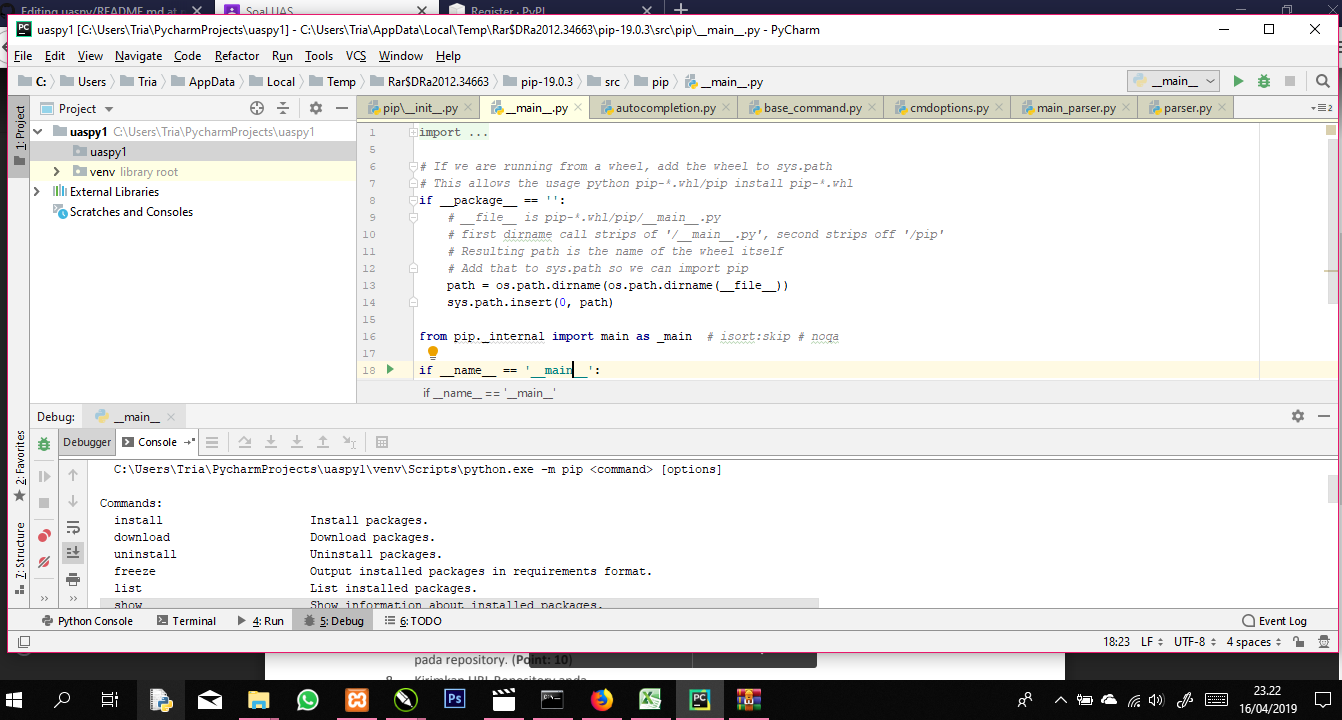 Editing uaspy/README.md at
Soal UAS
Register · PyPI
uaspy1 [C:\Users\Tria\PycharmProjects\uaspy1] - C:\Users\Tria\AppData\Local\Temp\Rar$DRa2012.34663\pip-19.0.3\src\pip\__main__.py - PyCharm
File Edit View Navigate Code Refactor Run Tools VCS Window Help
C: Users Tria AppData Local Temp Rar$DRa2012.34663 pip-19.0.3 src pip __main__.py __main__
1: Project
Project
pip\__init__.py __main__.py autocompletion.py base_command.py cmdoptions.py main_parser.py parser.py 2
uaspy1 C:\Users\Tria\PycharmProjects\uaspy1
uaspy1
venv library root
External Libraries
Scratches and Consoles
1 import ...
5
6 # If we are running from a wheel, add the wheel to sys.path
7 # This allows the usage python pip-*.whl/pip install pip-*.whl
8 if __package__ == '':
9 # __file__ is pip-*.whl/pip/__main__.py
10 # first dirname call strips of '/__main__.py', second strips off '/pip'
11 # Resulting path is the name of the wheel itself
12 # Add that to sys.path so we can import pip
13 path = os.path.dirname(os.path.dirname(__file__))
14 sys.path.insert(0, path)
15
16 from pip._internal import main as _main # isort:skip # noqa
17
18 if __name__ == '__main__':
if __name__ == '__main__'
Debug: __main__
Debugger Console
2: Favorites
7: Structure
C:\Users\Tria\PycharmProjects\uaspy1\venv\Scripts\python.exe -m pip <command> [options]
Commands:
install Install packages.
download Download packages.
uninstall Uninstall packages.
freeze Output installed packages in requirements format.
list List installed packages.
show Show information about installed packages.
Python Console Terminal 4: Run 5: Debug 6: TODO Event Log
18:23 LF UTF-8 4 spaces
pada repository. (Point: 10)
8. Kirimkan URL Repository anda
23.22
16/04/2019